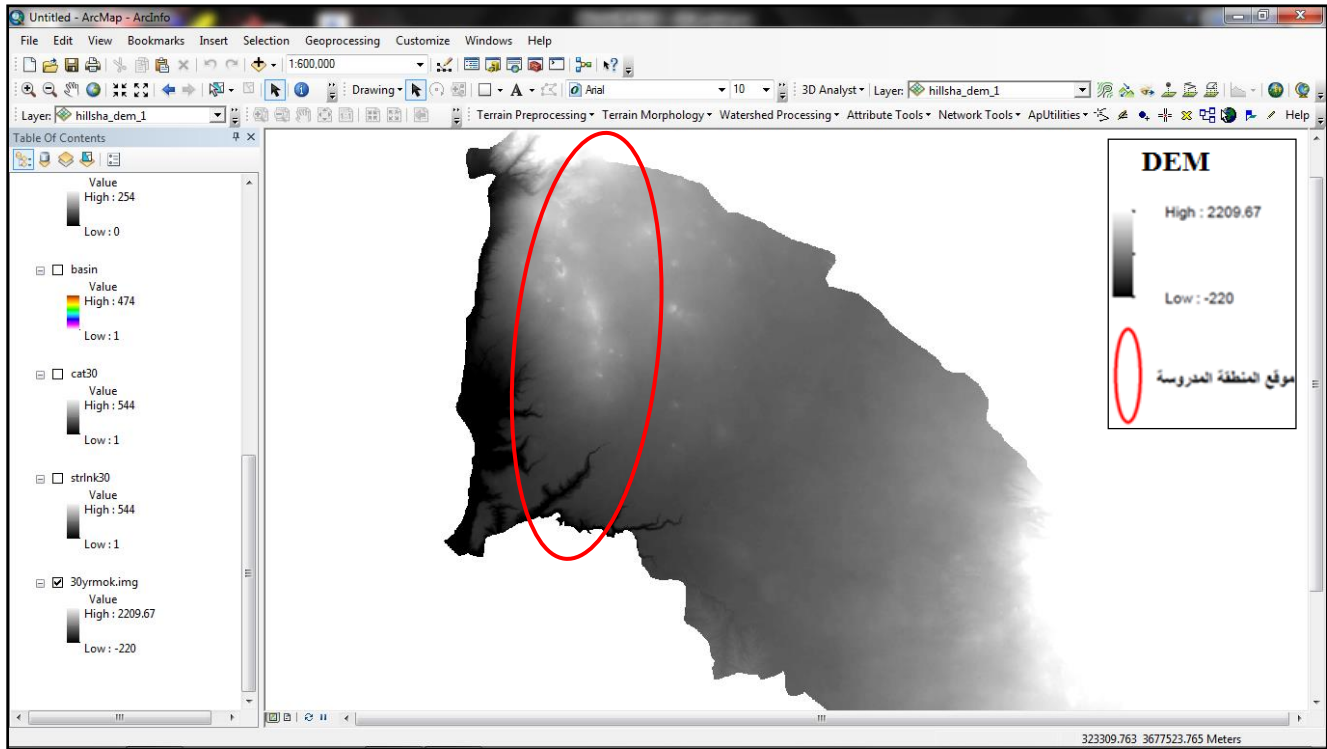 Untitled - ArcMap - ArcInfo
File Edit View Bookmarks Insert Selection Geoprocessing Customize Windows Help
1:600,000
Drawing A Arial 10 3D Analyst Layer: hillsha_dem_1
Layer: hillsha_dem_1 Terrain Preprocessing Terrain Morphology Watershed Processing Attribute Tools Network Tools ApUtilities Help
Table Of Contents
Value
High : 254
Low : 0
basin
Value
High : 474
Low : 1
cat30
Value
High : 544
Low : 1
strlnk30
Value
High : 544
Low : 1
30yrmok.img
Value
High : 2209.67
Low : -220
DEM
High : 2209.67
Low : -220
موقع المنطقة المدروسة
323309.763 3677523.765 Meters